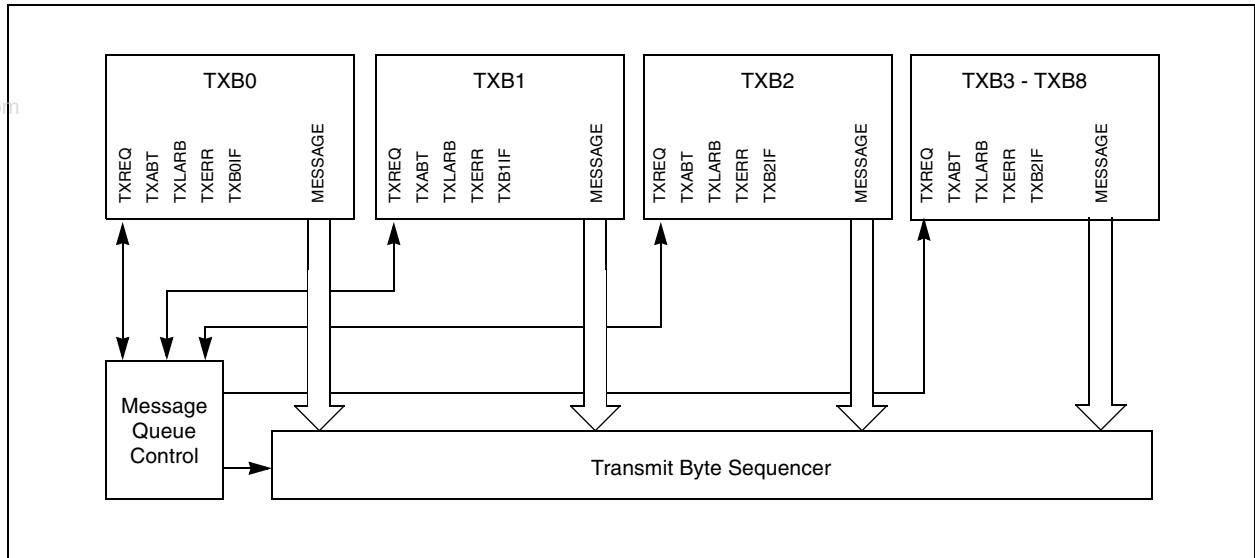 TXB0
TXREQ
TXABT
TXLARB
TXERR
TXB0IF
MESSAGE
TXB1
TXREQ
TXABT
TXLARB
TXERR
TXB1IF
MESSAGE
TXB2
TXREQ
TXABT
TXLARB
TXERR
TXB2IF
MESSAGE
TXB3 - TXB8
TXREQ
TXABT
TXLARB
TXERR
TXB2IF
MESSAGE
om
Message
Queue
Control
Transmit Byte Sequencer